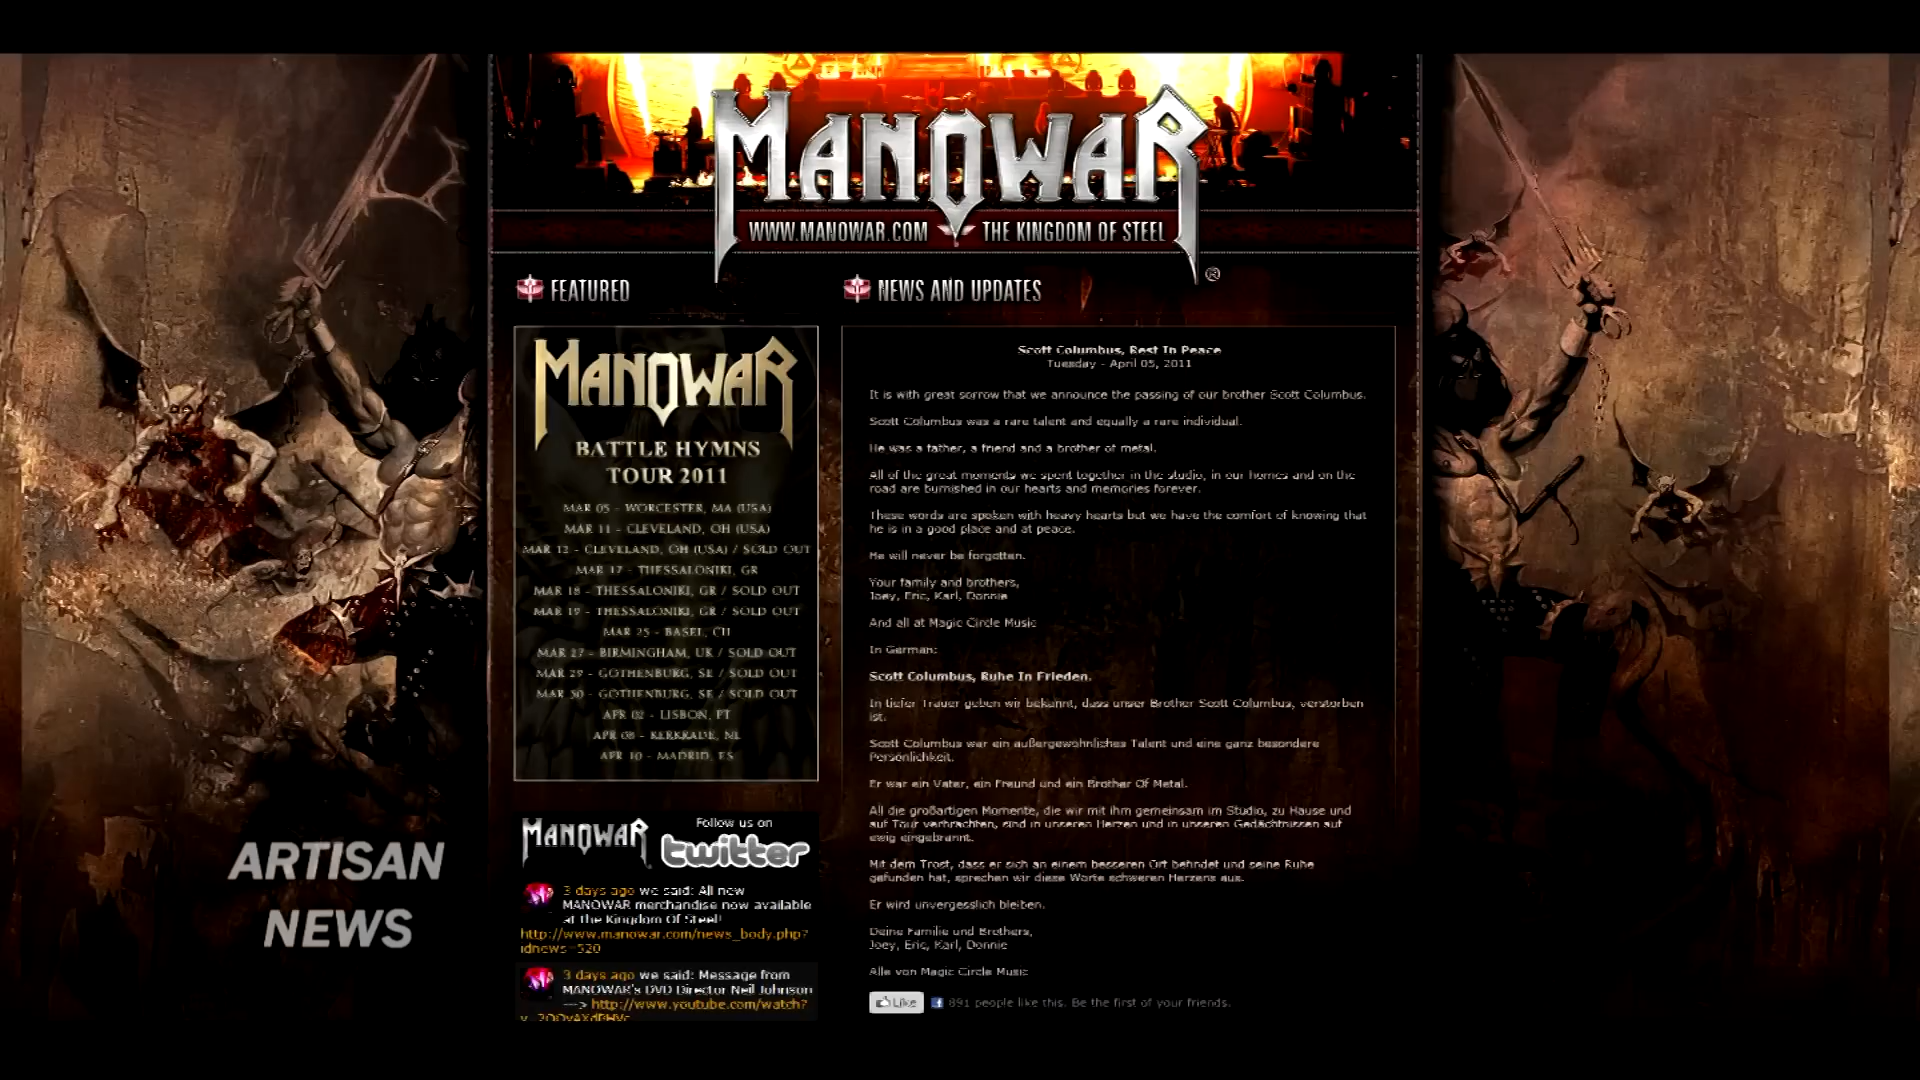 MANOWAR
WWW.MANOWAR.COM THE KINGDOM OF STEEL
®
FEATURED
MANOWAR
BATTLE HYMNS
TOUR 2011
MAR 05 - WORCESTER, MA (USA)
MAR 11 - CLEVELAND, OH (USA)
MAR 12 - CLEVELAND, OH (USA) / SOLD OUT
MAR 17 - THESSALONIKI, GR
MAR 18 - THESSALONIKI, GR / SOLD OUT
MAR 19 - THESSALONIKI, GR / SOLD OUT
MAR 25 - BASEL, CH
MAR 27 - BIRMINGHAM, UK / SOLD OUT
MAR 29 - GOTHENBURG, SE / SOLD OUT
MAR 30 - GOTHENBURG, SE / SOLD OUT
APR 02 - LISBON, PT
APR 08 - KERKRADE, NL
APR 10 - MADRID, ES
MANOWAR
Follow us on
twitter
3 days ago we said: All new
MANOWAR merchandise now available
at the Kingdom Of Steel!
http://www.manowar.com/news_body.php?
idnews=520
3 days ago we said: Message from
MANOWAR's DVD Director Neil Johnson
---> http://www.youtube.com/watch?
NEWS AND UPDATES
Scott Columbus, Rest In Peace
Tuesday - April 05, 2011
It is with great sorrow that we announce the passing of our brother Scott Columbus.
Scott Columbus was a rare talent and equally a rare individual.
He was a father, a friend and a brother of metal.
All of the great moments we spent together in the studio, in our homes and on the
road are burnished in our hearts and memories forever.
These words are spoken with heavy hearts but we have the comfort of knowing that
he is in a good place and at peace.
He will never be forgotten.
Your family and brothers,
Joey, Eric, Karl, Donnie
And all at Magic Circle Music
In German:
Scott Columbus, Ruhe In Frieden.
In tiefer Trauer geben wir bekannt, dass unser Brother Scott Columbus, verstorben
ist.
Scott Columbus war ein außergewöhnliches Talent und eine ganz besondere
Persönlichkeit.
Er war ein Vater, ein Freund und ein Brother Of Metal.
All die großartigen Momente, die wir mit ihm gemeinsam im Studio, zu Hause und
auf Tour verbrachten, sind in unseren Herzen und in unseren Gedächtnissen auf
ewig eingebrannt.
Mit dem Trost, dass er sich an einem besseren Ort befindet und seine Ruhe
gefunden hat, sprechen wir diese Worte schweren Herzens aus.
Er wird unvergesslich bleiben.
Deine Familie und Brothers,
Joey, Eric, Karl, Donnie
Alle von Magic Circle Music
Like 891 people like this. Be the first of your friends.
ARTISAN
NEWS